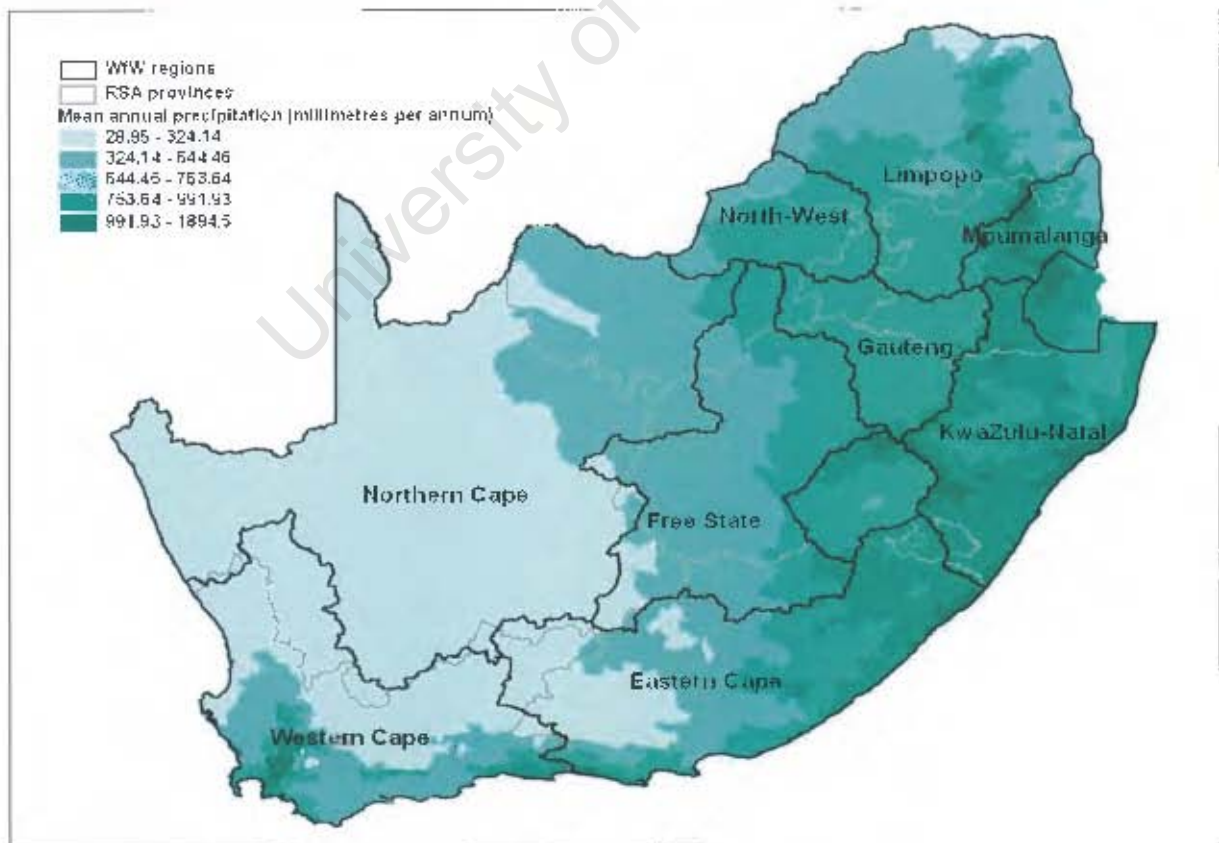 University of
WfW regions
RSA provinces
Mean annual precipitation (millimetres per annum)
28.95 - 324.14
324.14 - 544.46
544.46 - 763.64
763.64 - 991.93
991.93 - 1894.5
Limpopo
North-West
Mpumalanga
Gauteng
KwaZulu-Natal
Northern Cape
Free State
Eastern Cape
Western Cape